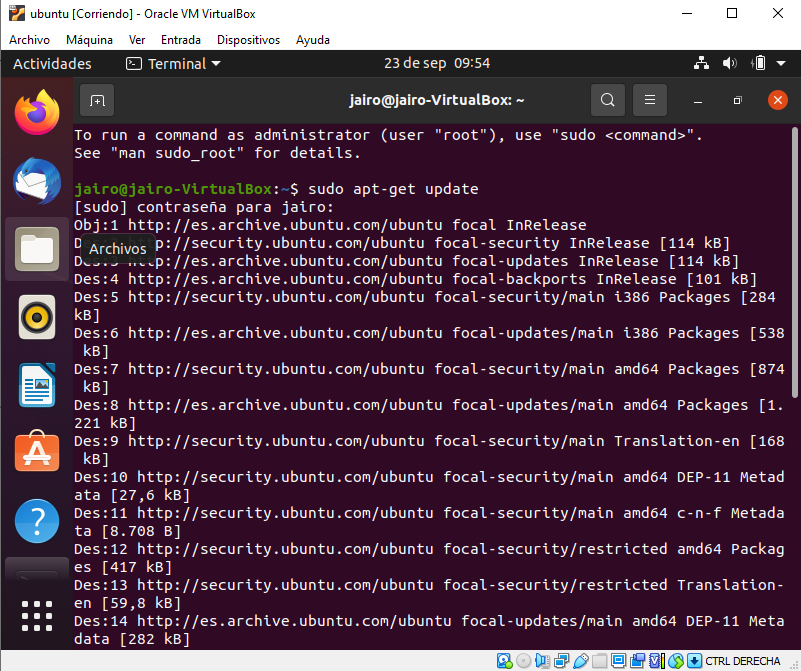 ubuntu [Corriendo] - Oracle VM VirtualBox
Archivo Máquina Ver Entrada Dispositivos Ayuda
Actividades Terminal 23 de sep 09:54
jairo@jairo-VirtualBox: ~
To run a command as administrator (user "root"), use "sudo <command>".
See "man sudo_root" for details.
jairo@jairo-VirtualBox:~$ sudo apt-get update
[sudo] contraseña para jairo:
Obj:1 http://es.archive.ubuntu.com/ubuntu focal InRelease
security.ubuntu.com/ubuntu focal-security InRelease [114 kB]
Archivos
es.archive.ubuntu.com/ubuntu focal-updates InRelease [114 kB]
Des:4 http://es.archive.ubuntu.com/ubuntu focal-backports InRelease [101 kB]
Des:5 http://security.ubuntu.com/ubuntu focal-security/main i386 Packages [284
kB]
Des:6 http://es.archive.ubuntu.com/ubuntu focal-updates/main i386 Packages [538
kB]
Des:7 http://security.ubuntu.com/ubuntu focal-security/main amd64 Packages [874
kB]
Des:8 http://es.archive.ubuntu.com/ubuntu focal-updates/main amd64 Packages [1.
221 kB]
Des:9 http://security.ubuntu.com/ubuntu focal-security/main Translation-en [168
kB]
Des:10 http://security.ubuntu.com/ubuntu focal-security/main amd64 DEP-11 Metad
ata [27,6 kB]
Des:11 http://security.ubuntu.com/ubuntu focal-security/main amd64 c-n-f Metada
ta [8.708 B]
Des:12 http://security.ubuntu.com/ubuntu focal-security/restricted amd64 Packag
es [417 kB]
Des:13 http://security.ubuntu.com/ubuntu focal-security/restricted Translation-
en [59,8 kB]
Des:14 http://es.archive.ubuntu.com/ubuntu focal-updates/main amd64 DEP-11 Meta
data [282 kB]
CTRL DERECHA